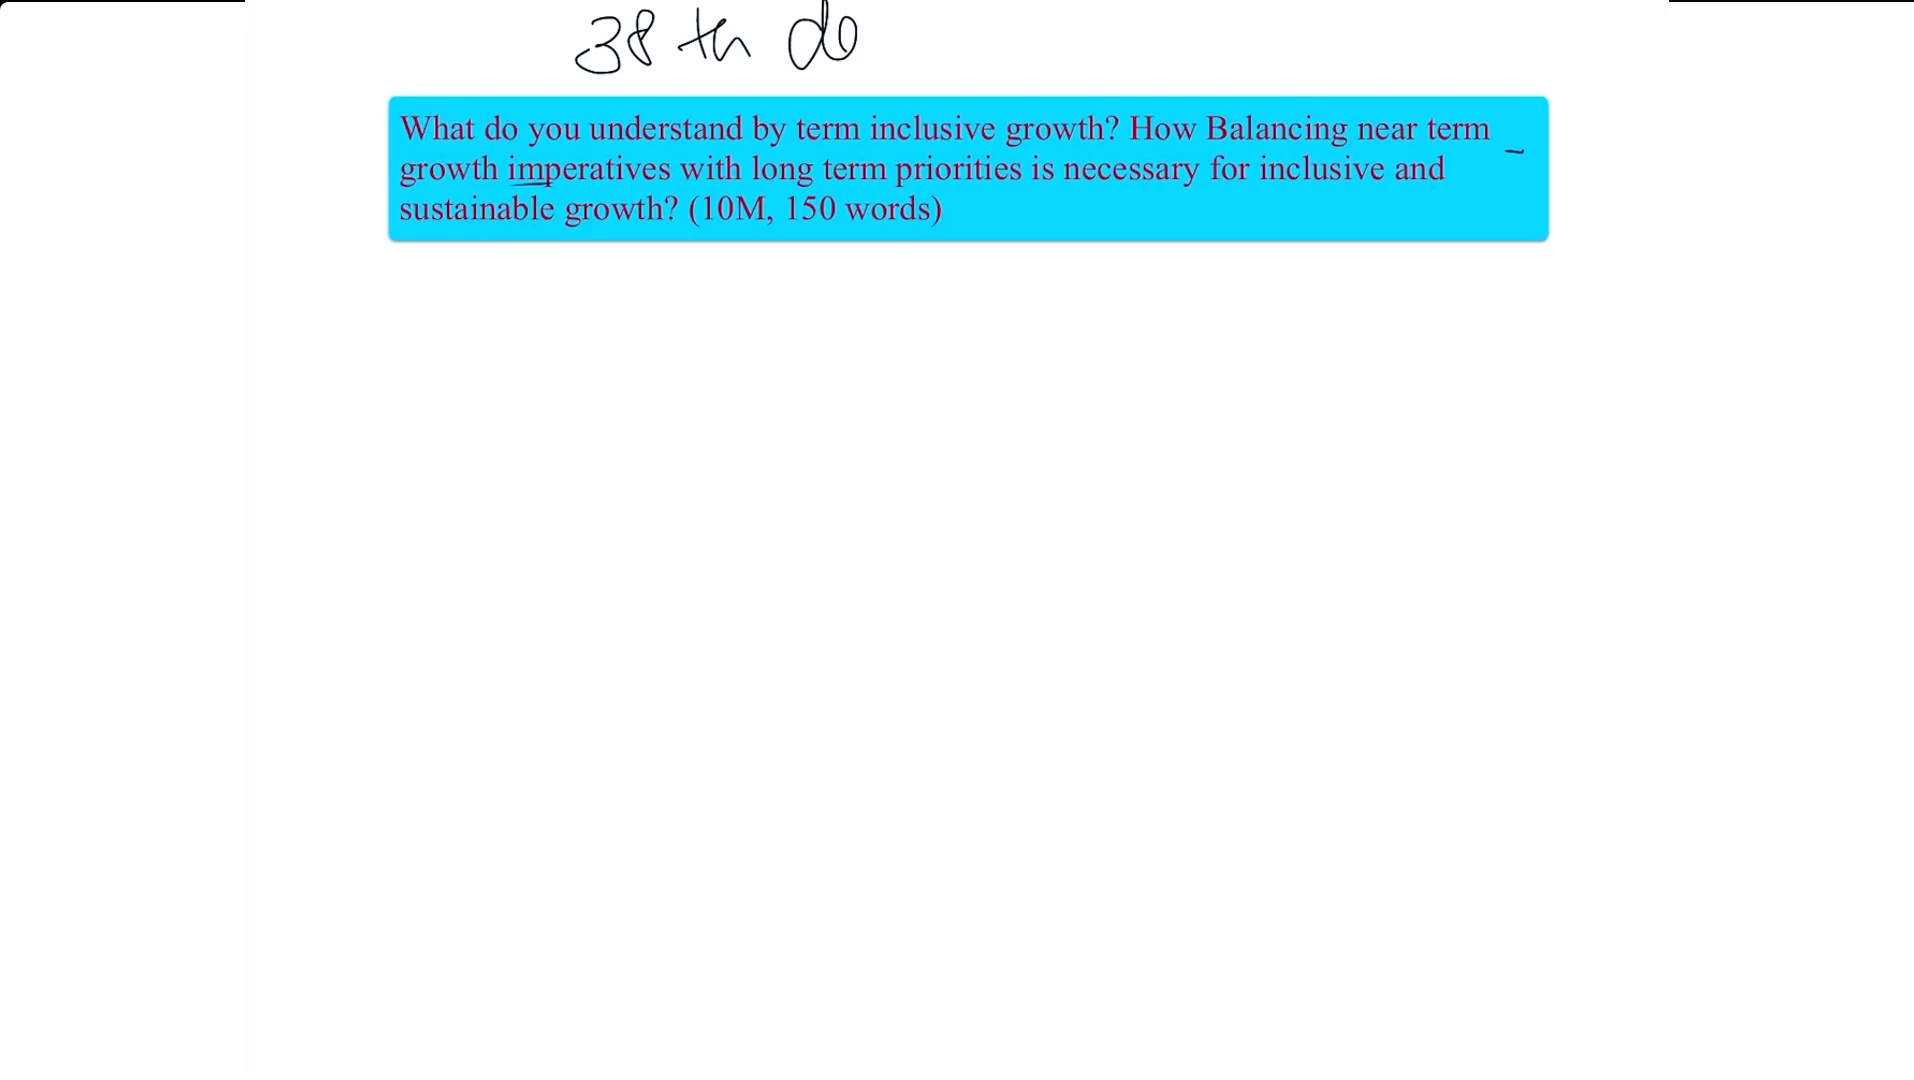 38 th do
What do you understand by term inclusive growth? How Balancing near term
growth imperatives with long term priorities is necessary for inclusive and
sustainable growth? (10M, 150 words)